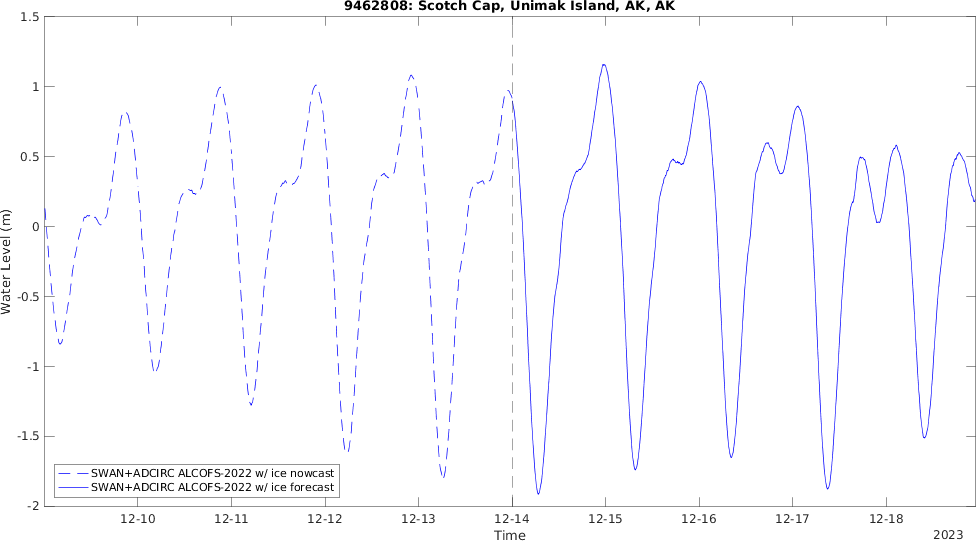 9462808: Scotch Cap, Unimak Island, AK, AK
1.5
1
0.5
0
-0.5
-1
-1.5
-2
Water Level (m)
SWAN+ADCIRC ALCOFS-2022 w/ ice nowcast
SWAN+ADCIRC ALCOFS-2022 w/ ice forecast
12-10 12-11 12-12 12-13 12-14 12-15 12-16 12-17 12-18
Time
2023